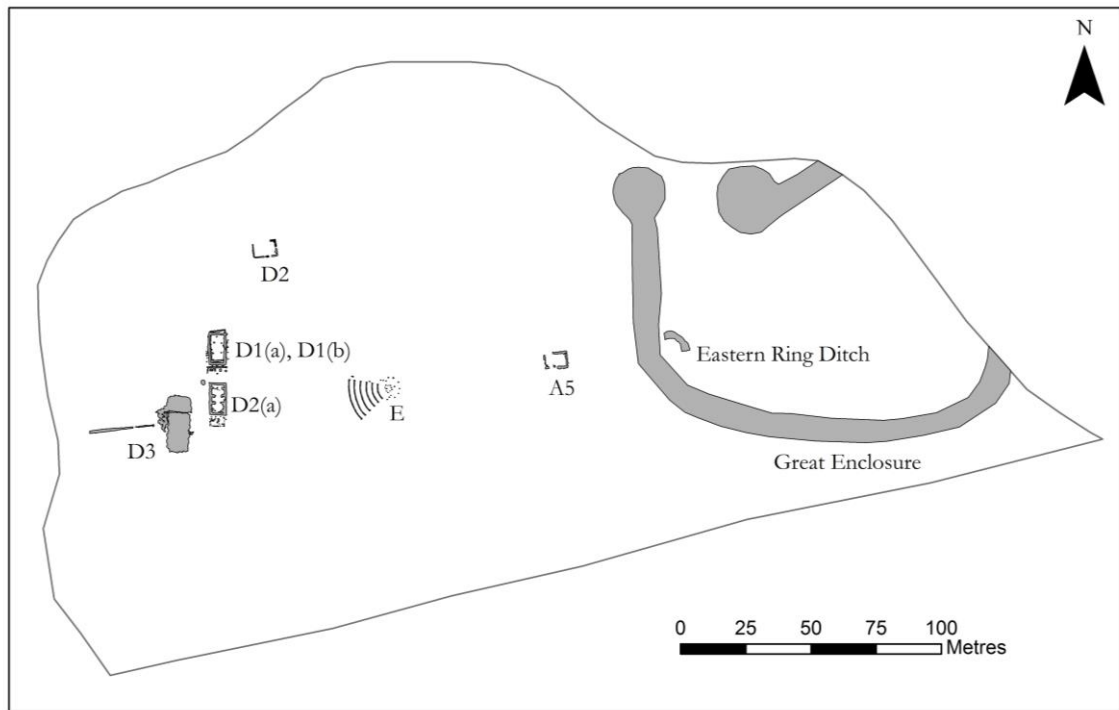 N
D2
D1(a), D1(b)
Eastern Ring Ditch
A5
E
D2(a)
D3
Great Enclosure
0 25 50 75 100
Metres